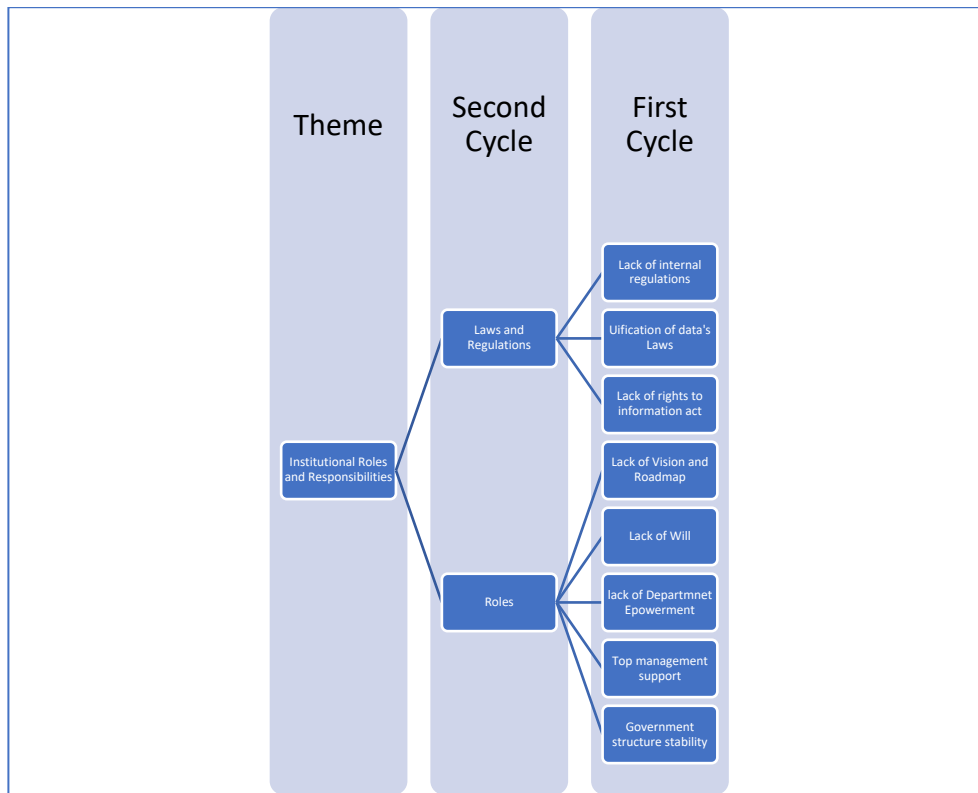 Theme
Second
Cycle
First
Cycle
Institutional Roles
and Responsibilities
Laws and
Regulations
Roles
Lack of internal
regulations
Uification of data's
Laws
Lack of rights to
information act
Lack of Vision and
Roadmap
Lack of Will
lack of Departmnet
Epowerment
Top management
support
Government
structure stability